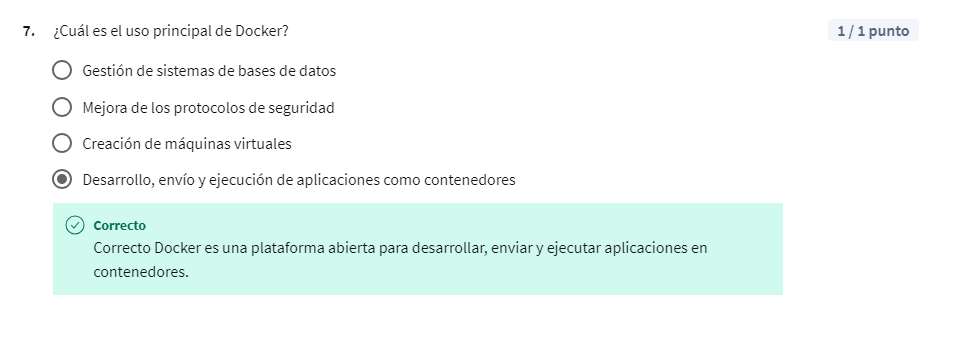 7. ¿Cuál es el uso principal de Docker?
1 / 1 punto
Gestión de sistemas de bases de datos
Mejora de los protocolos de seguridad
Creación de máquinas virtuales
Desarrollo, envío y ejecución de aplicaciones como contenedores
Correcto
Correcto Docker es una plataforma abierta para desarrollar, enviar y ejecutar aplicaciones en
contenedores.